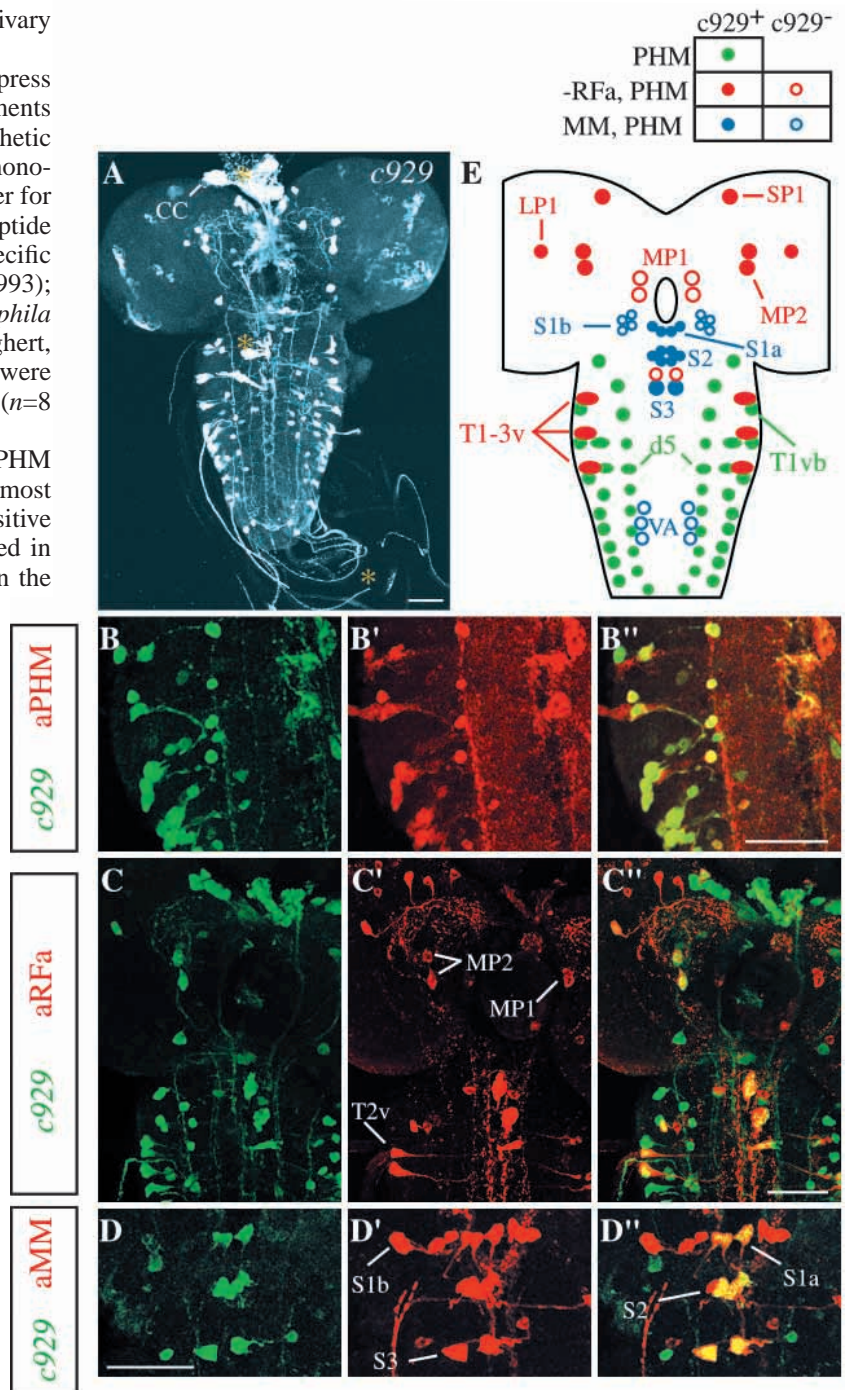 ivary
press
ments
hetic
nono-
er for
ptide
ecific
993);
phila
ghert,
were
(n=8
PHM
most
sitive
ed in
n the
c929+ c929-
PHM
-RFa, PHM
MM, PHM
A
c929
CC
*
*
*
E
LP1
SP1
MP1
MP2
S1b
S1a
S2
S3
T1-3v
d5
T1vb
VA
c929 aPHM
B
B'
B''
c929 aRFa
C
C'
C''
MP2
MP1
T2v
c929 aMM
D
D'
D''
S1b
S3
S1a
S2